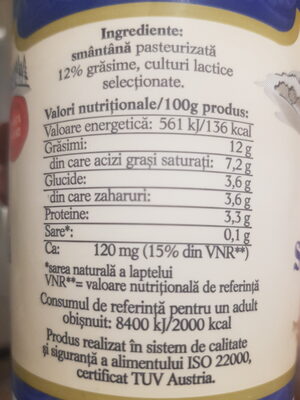 Ingrediente:
smântână pasteurizată
12% grăsime, culturi lactice
selecționate.
Valori nutriționale/100g produs:
Valoare energetică: 561 kJ/136 kcal
Grăsimi: 12 g
din care acizi grași saturați: 7,2 g
Glucide: 3,6 g
din care zaharuri: 3,6 g
Proteine: 3,3 g
Sare*: 0,1 g
Ca: 120 mg (15% din VNR**)
*sarea naturală a laptelui
VNR**= valoare nutrițională de referință
Consumul de referință pentru un adult
obișnuit: 8400 kJ/2000 kcal
Produs realizat în sistem de calitate
și siguranță a alimentului ISO 22000,
certificat TUV Austria.